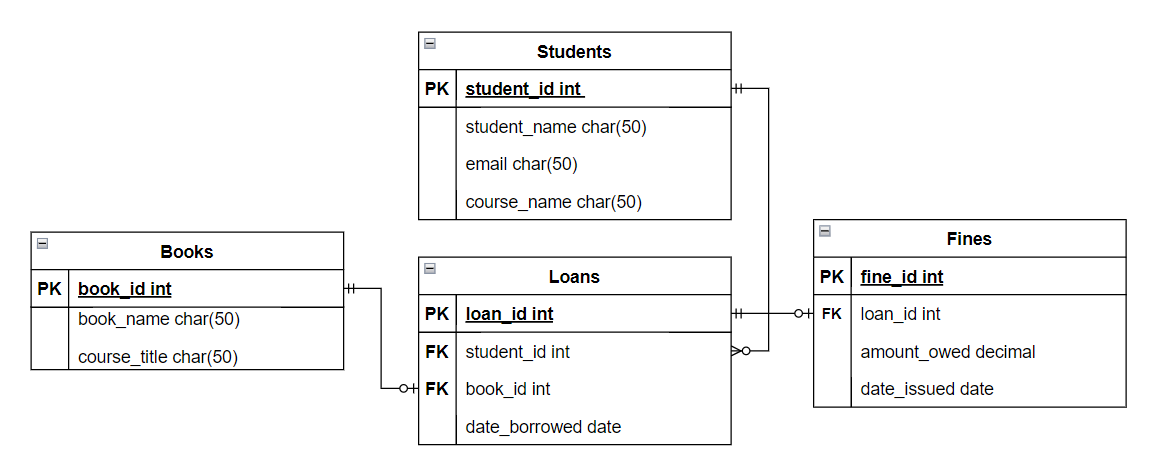 Students
PK student_id int
student_name char(50)
email char(50)
course_name char(50)
Books
PK book_id int
book_name char(50)
course_title char(50)
Loans
PK loan_id int
FK student_id int
FK book_id int
date_borrowed date
Fines
PK fine_id int
FK loan_id int
amount_owed decimal
date_issued date